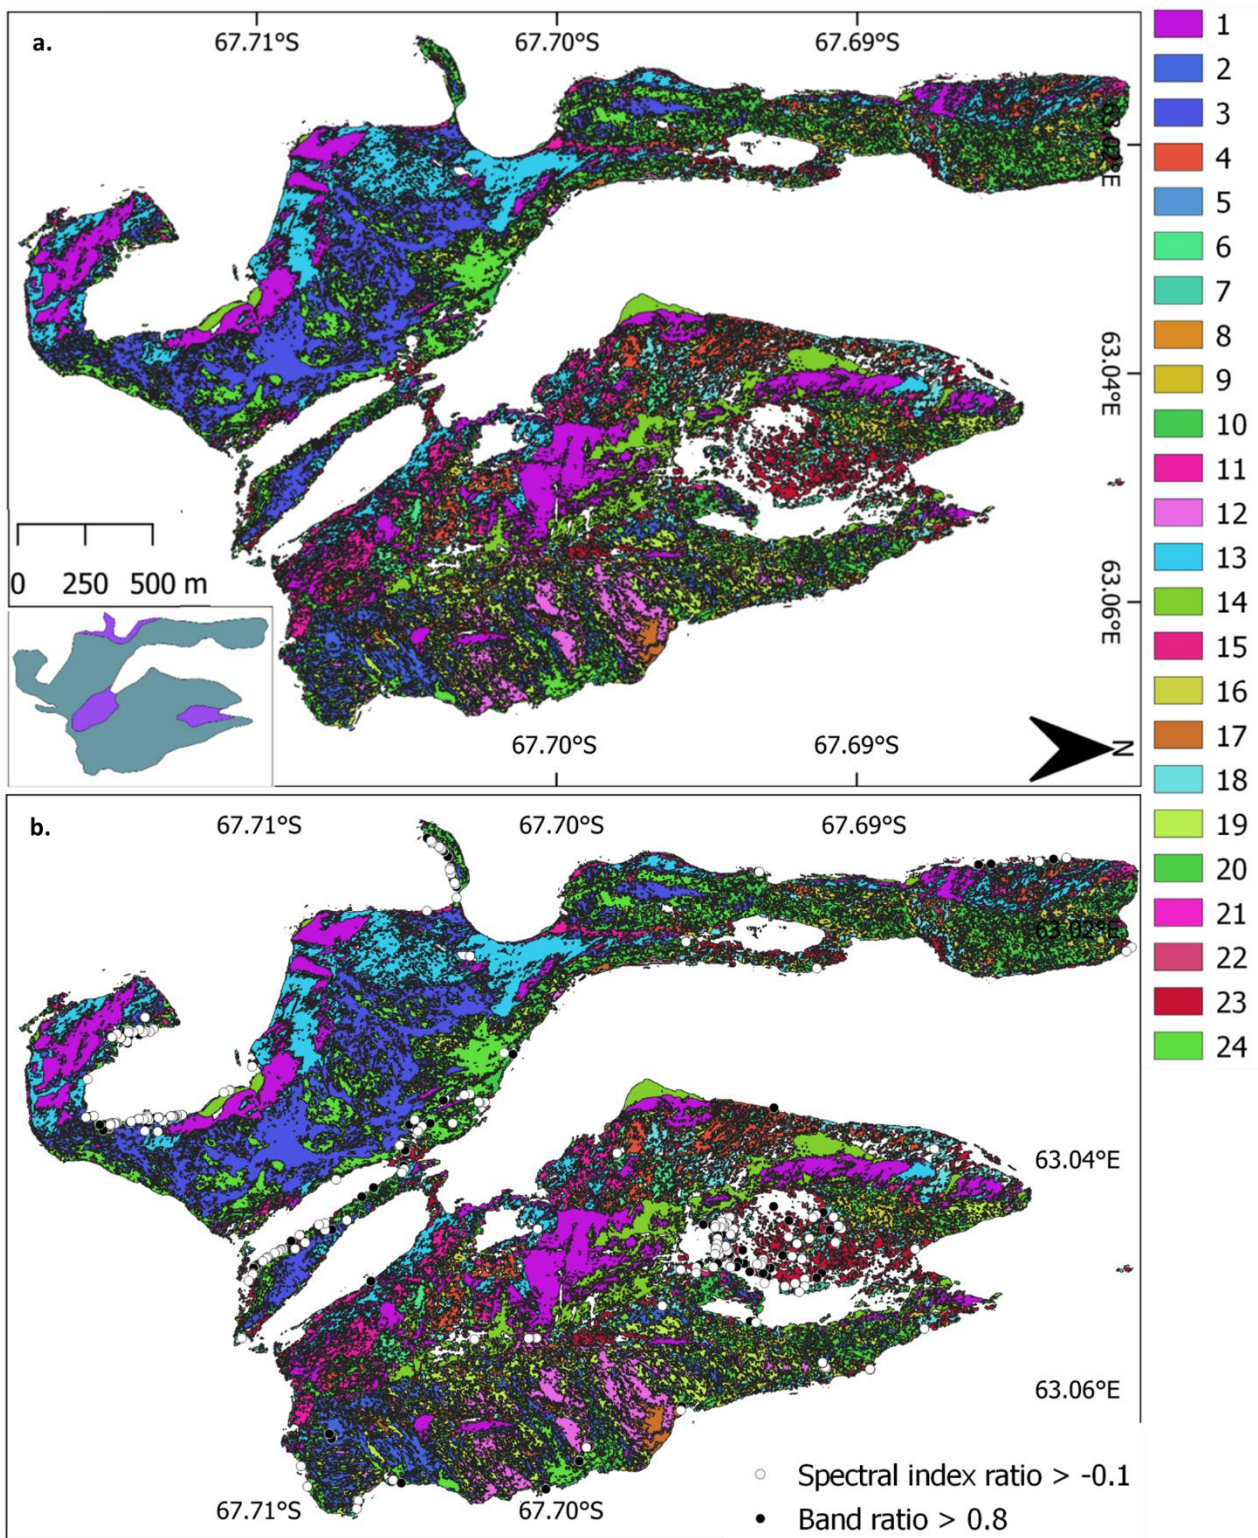 a.
67.71°S 67.70°S 67.69°S
63.02°E
63.04°E
63.06°E
0 250 500 m
67.70°S 67.69°S
N
b.
67.71°S 67.70°S 67.69°S
63.02°E
63.04°E
63.06°E
67.71°S 67.70°S
Spectral index ratio > -0.1
Band ratio > 0.8
1
2
3
4
5
6
7
8
9
10
11
12
13
14
15
16
17
18
19
20
21
22
23
24